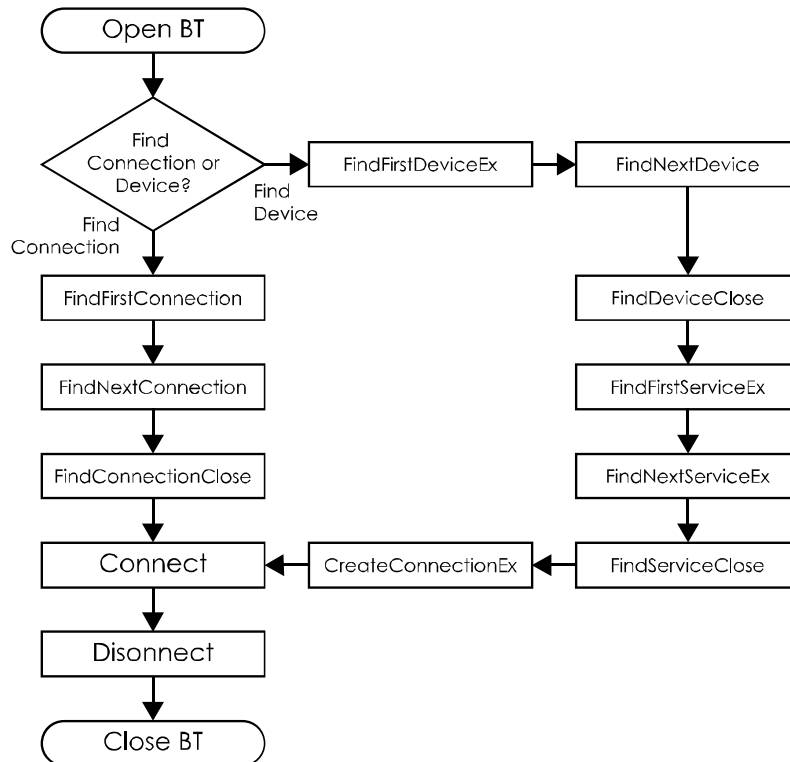 Open BT
Find
Connection or
Device?
Find
Device
Find
Connection
FindFirstDeviceEx
FindNextDevice
FindFirstConnection
FindDeviceClose
FindNextConnection
FindFirstServiceEx
FindConnectionClose
FindNextServiceEx
Connect
CreateConnectionEx
FindServiceClose
Disonnect
Close BT